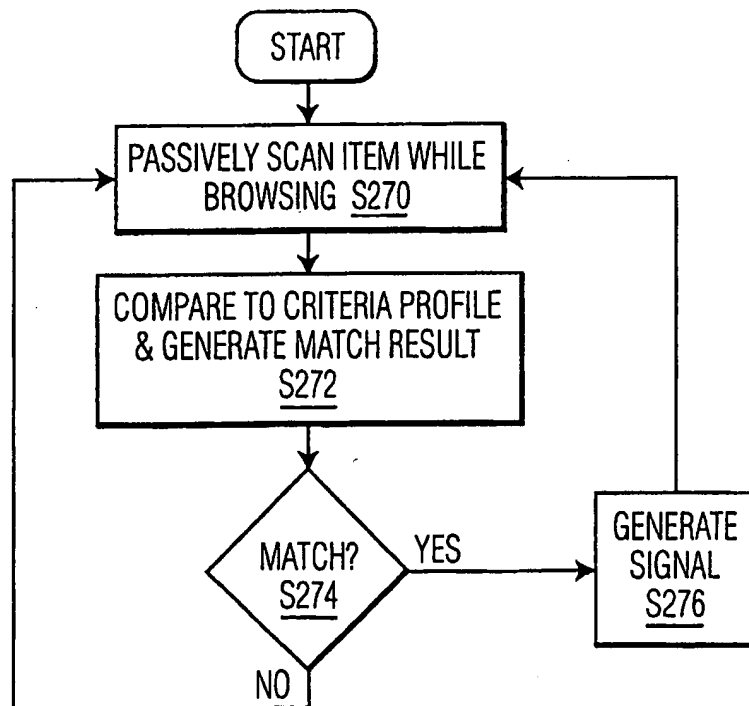 START
PASSIVELY SCAN ITEM WHILE
BROWSING S270
COMPARE TO CRITERIA PROFILE
& GENERATE MATCH RESULT
S272
MATCH?
S274
YES
GENERATE
SIGNAL
S276
NO